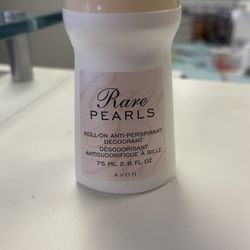 Rare
PEARLS
ROLL-ON ANTI-PERSPIRANT
DEODORANT
DÉSODORISANT
ANTISUDORIFIQUE À BILLE
75 ML 2.6 FL OZ
AVON